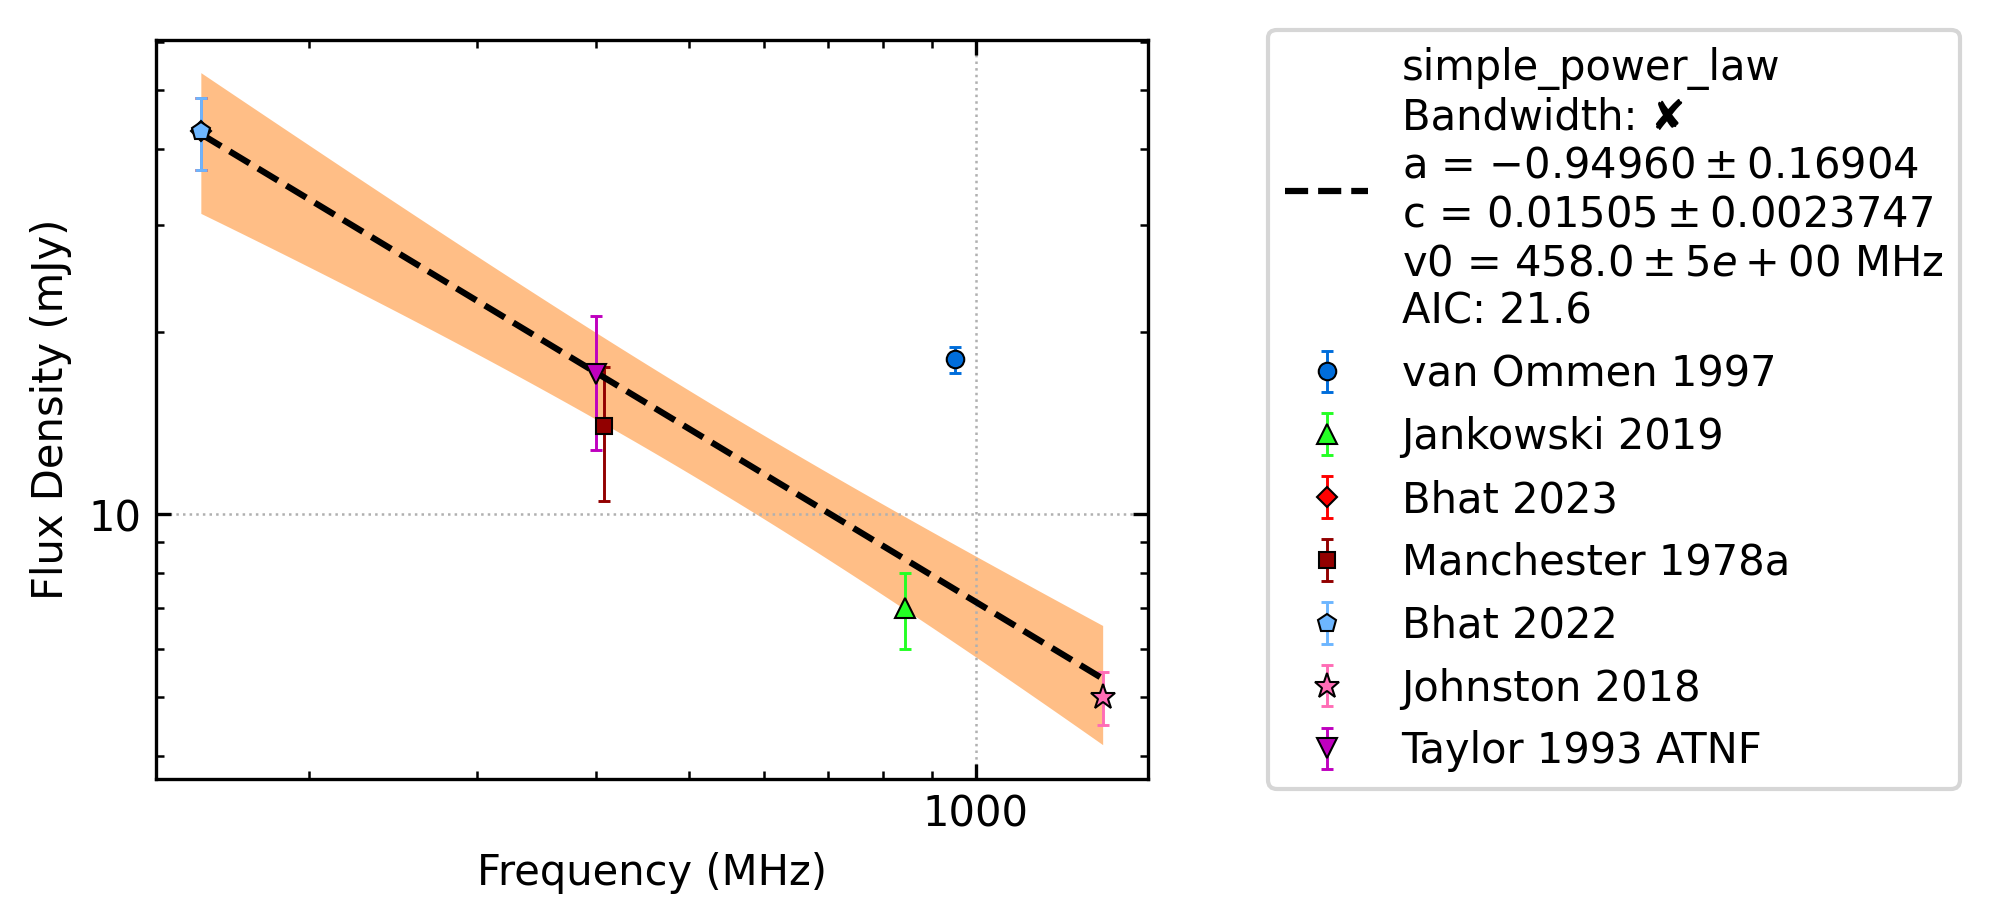 Flux Density (mJy)
10
1000
Frequency (MHz)
simple_power_law
Bandwidth: ✘
a = −0.94960 ± 0.16904
c = 0.01505 ± 0.0023747
v0 = 458.0 ± 5e + 00 MHz
AIC: 21.6
van Ommen 1997
Jankowski 2019
Bhat 2023
Manchester 1978a
Bhat 2022
Johnston 2018
Taylor 1993 ATNF